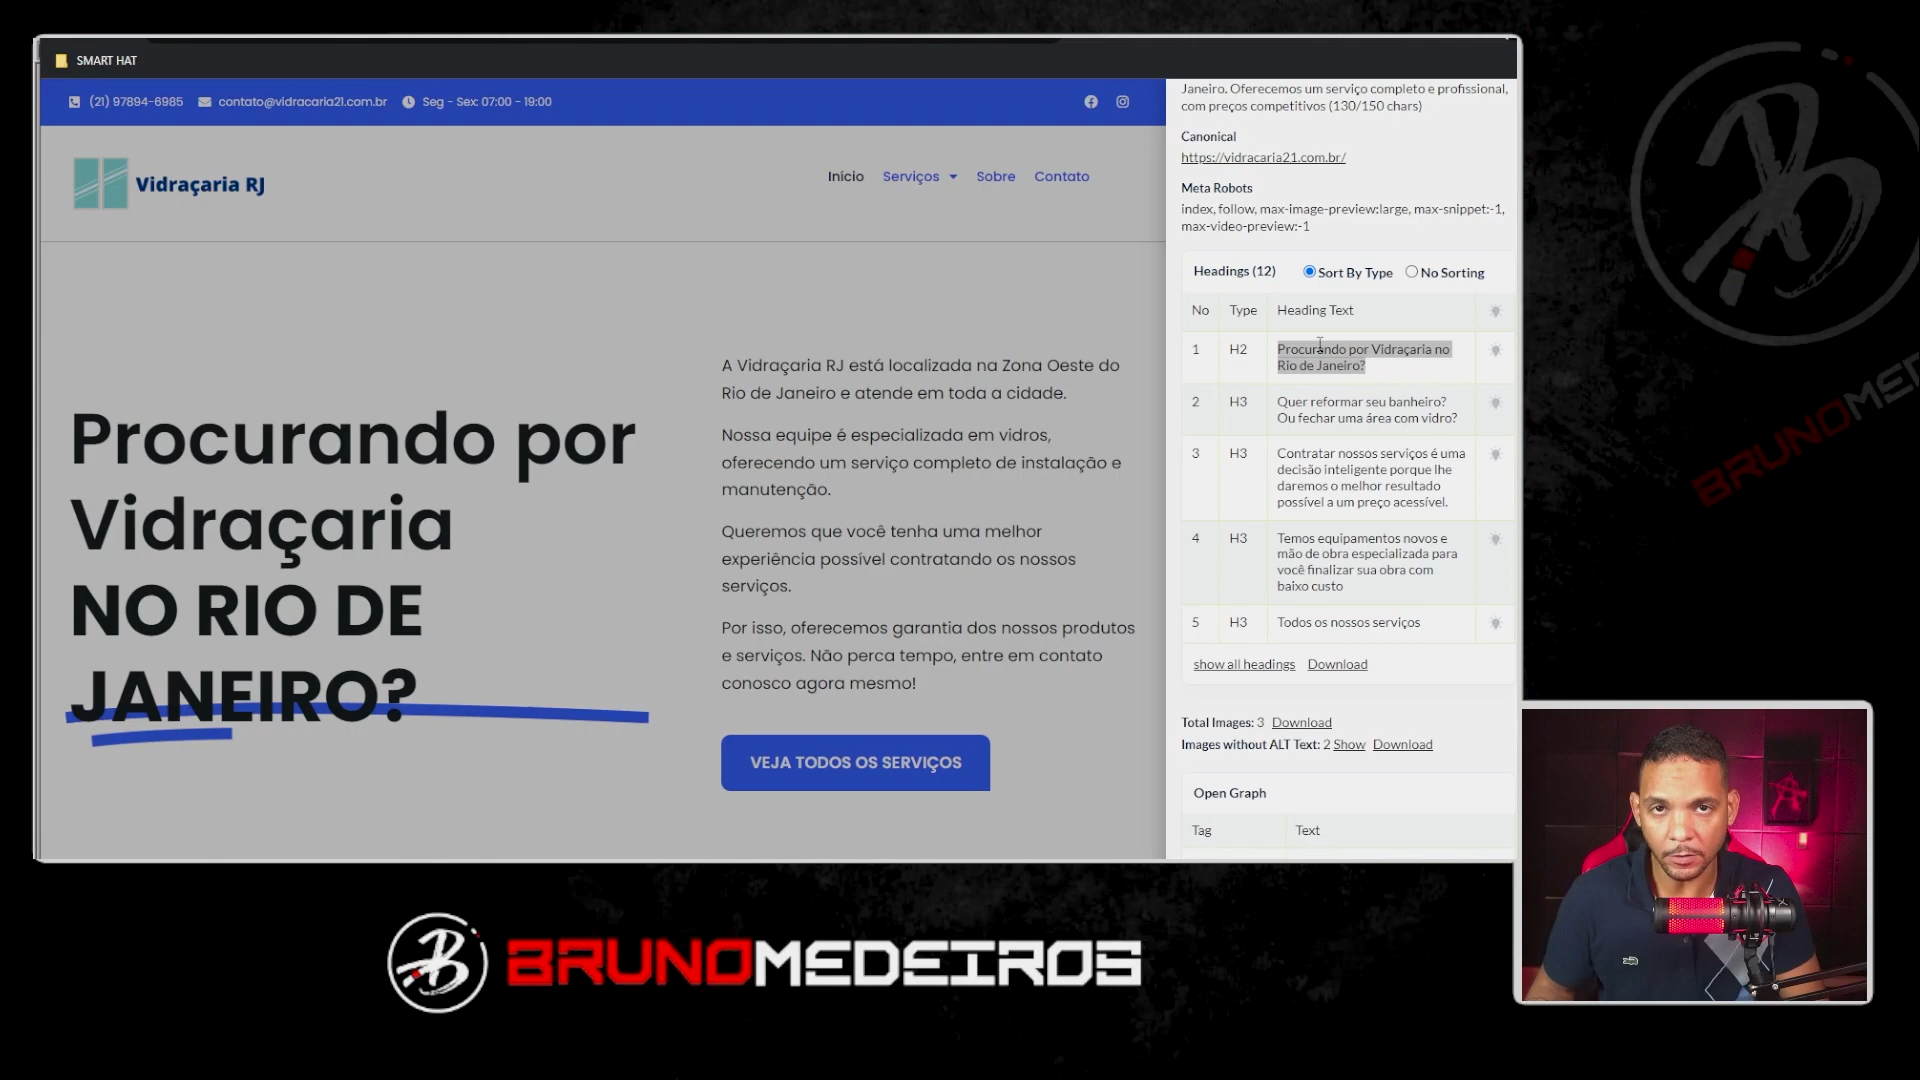 SMART HAT
(21) 97894-6985
contato@vidracaria21.com.br
Seg - Sex: 07:00 - 19:00
Vidraçaria RJ
Início
Serviços
Sobre
Contato
Procurando por
Vidraçaria
NO RIO DE
JANEIRO?
A Vidraçaria RJ está localizada na Zona Oeste do
Rio de Janeiro e atende em toda a cidade.
Nossa equipe é especializada em vidros,
oferecendo um serviço completo de instalação e
manutenção.
Queremos que você tenha uma melhor
experiência possível contratando os nossos
serviços.
Por isso, oferecemos garantia dos nossos produtos
e serviços. Não perca tempo, entre em contato
conosco agora mesmo!
VEJA TODOS OS SERVIÇOS
Janeiro. Oferecemos um serviço completo e profissional,
com preços competitivos (130/150 chars)
Canonical
https://vidracaria21.com.br/
Meta Robots
index, follow, max-image-preview:large, max-snippet:-1,
max-video-preview:-1
Headings (12)
Sort By Type
No Sorting
No Type Heading Text
1 H2 Procurando por Vidraçaria no
Rio de Janeiro?
2 H3 Quer reformar seu banheiro?
Ou fechar uma área com vidro?
3 H3 Contratar nossos serviços é uma
decisão inteligente porque lhe
daremos o melhor resultado
possível a um preço acessível.
4 H3 Temos equipamentos novos e
mão de obra especializada para
você finalizar sua obra com
baixo custo
5 H3 Todos os nossos serviços
show all headings Download
Total Images: 3 Download
Images without ALT Text: 2 Show Download
Open Graph
Tag Text
BRUNOMEDEIROS
BRUNOMED